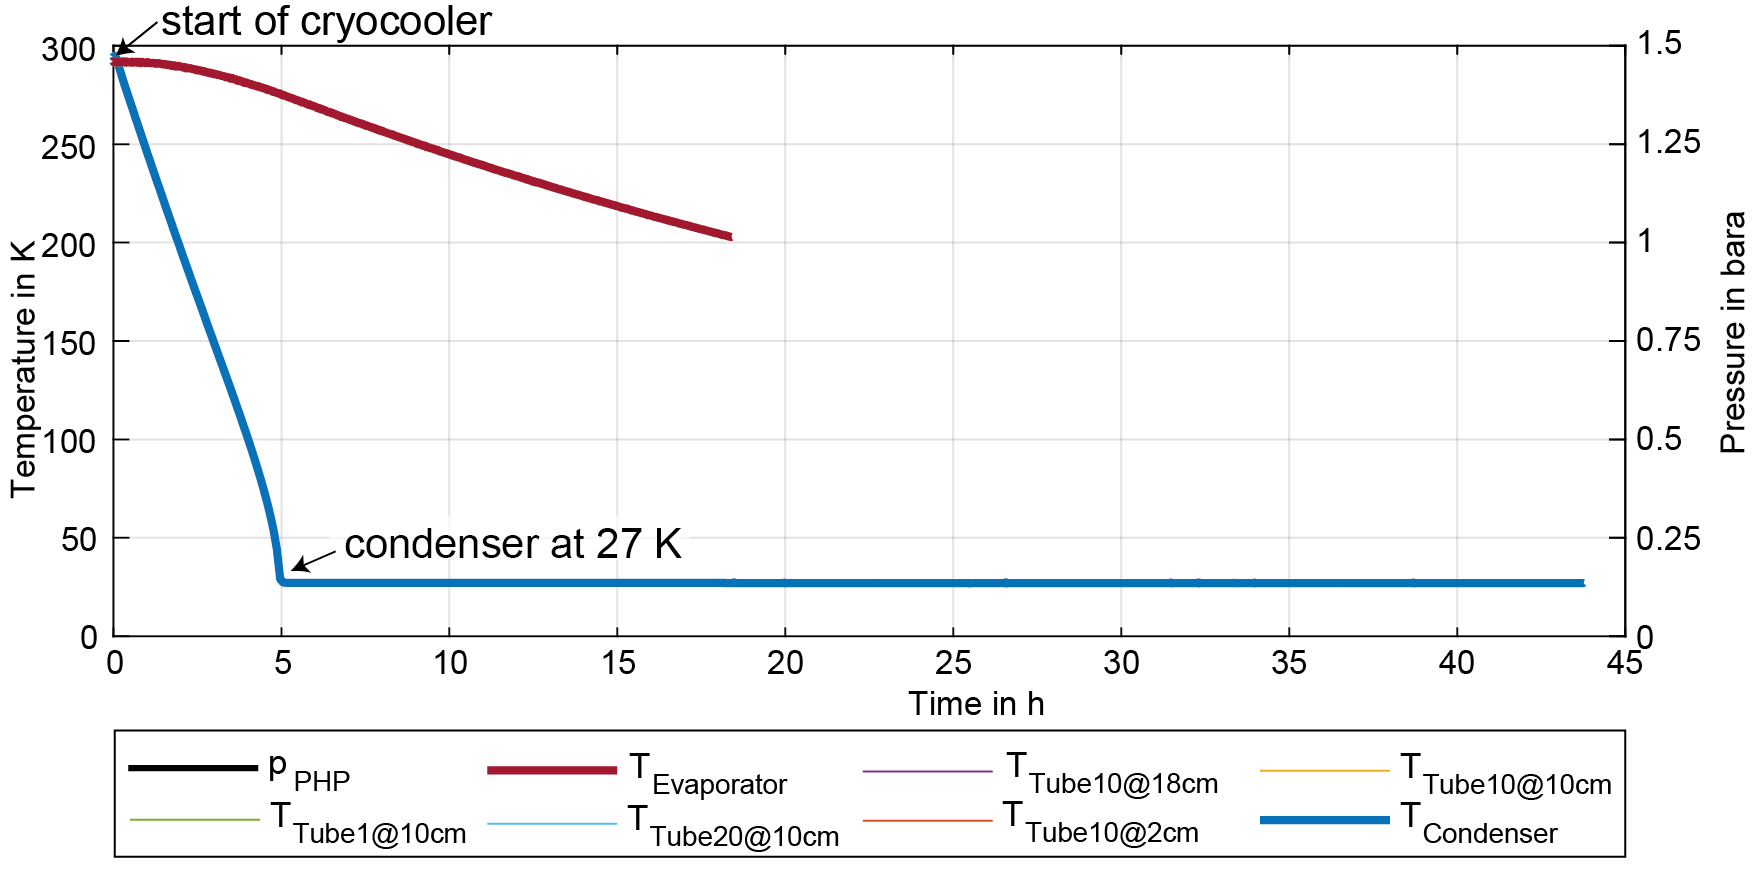 start of cryocooler
300
250
200
150
100
50
0
Temperature in K
1.5
1.25
1
0.75
0.5
0.25
0
Pressure in bara
condenser at 27 K
0 5 10 15 20 25 30 35 40 45
Time in h
p PHP T Evaporator T Tube10@18cm T Tube10@10cm
T Tube1@10cm T Tube20@10cm T Tube10@2cm T Condenser